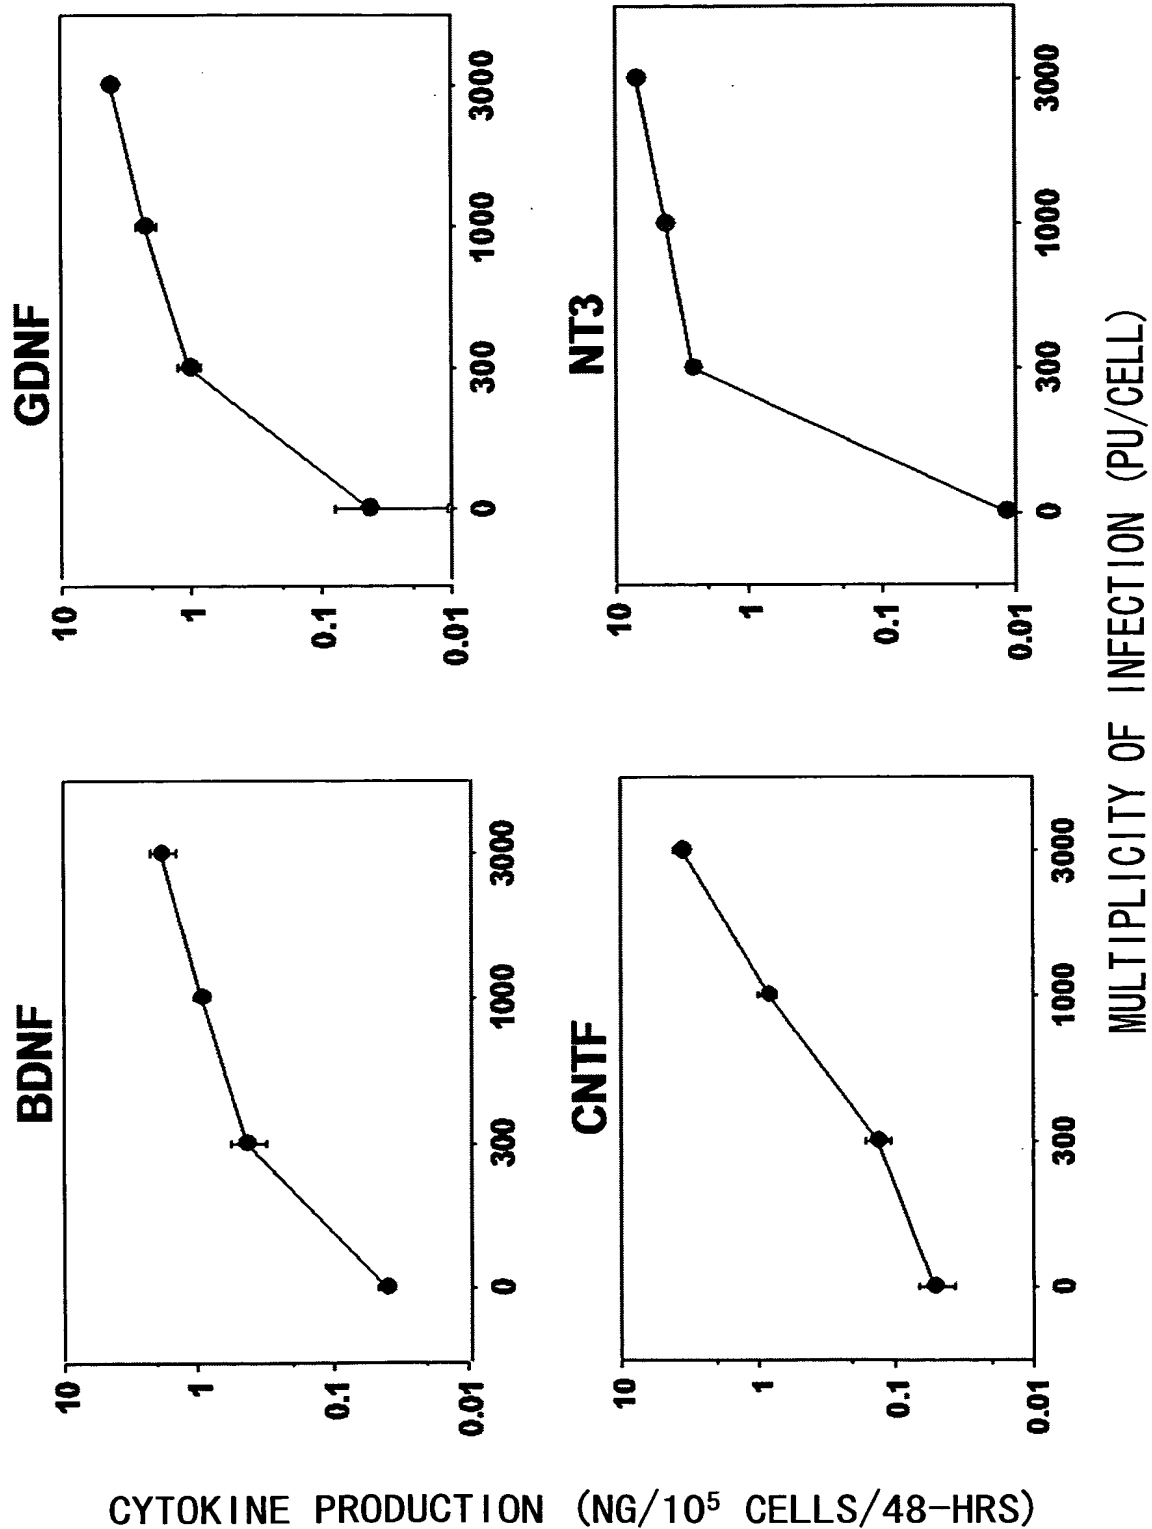 CYTOKINE PRODUCTION (NG/10⁵ CELLS/48-HRS)
BDNF
10
1
0.1
0.01
0 300 1000 3000
GDNF
10
1
0.1
0.01
0 300 1000 3000
CNTF
10
1
0.1
0.01
0 300 1000 3000
NT3
10
1
0.1
0.01
0 300 1000 3000
MULTIPLICITY OF INFECTION (PU/CELL)